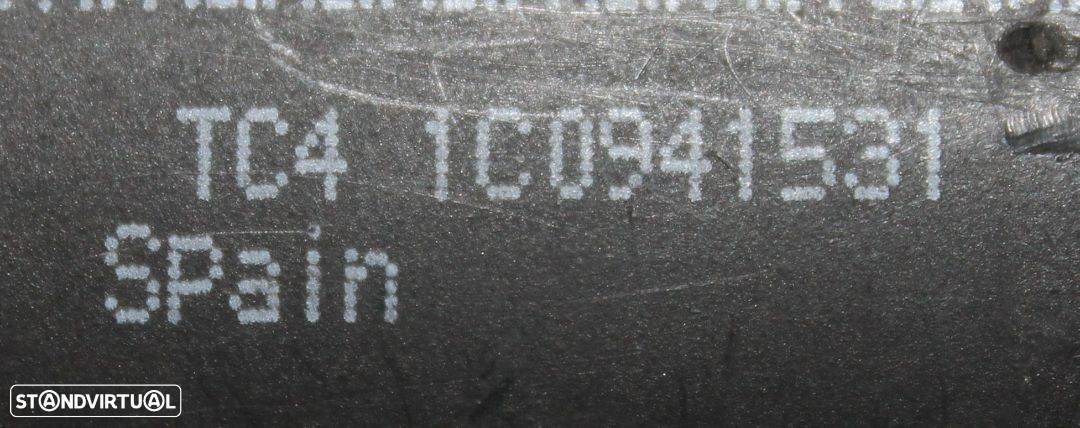 TC4 1C0941531
Spain
STANDVIRTUAL